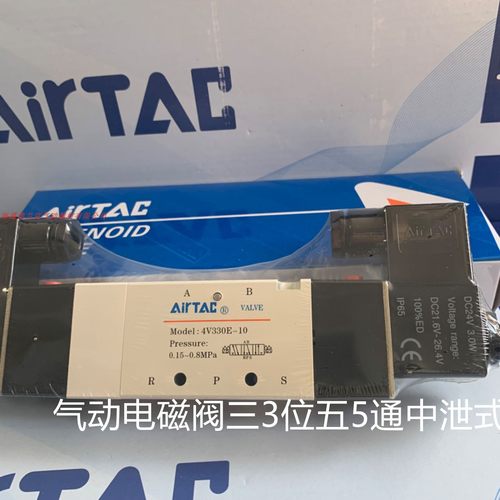 AirTAC
AirTAC
AirTAC
ENOID
AirTAC
A B
AirTAC ® VALVE
Model: 4V330E-10
Pressure:
0.15~0.8MPa
R P S
DC24V 3.0W
Voltage range:
DC21.6V-26.4V
100%ED
IP65
气动电磁阀三3位五5通中泄式